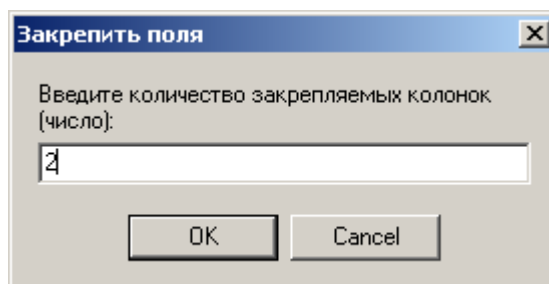 Закрепить поля
Введите количество закрепляемых колонок
(число):
2
OK
Cancel